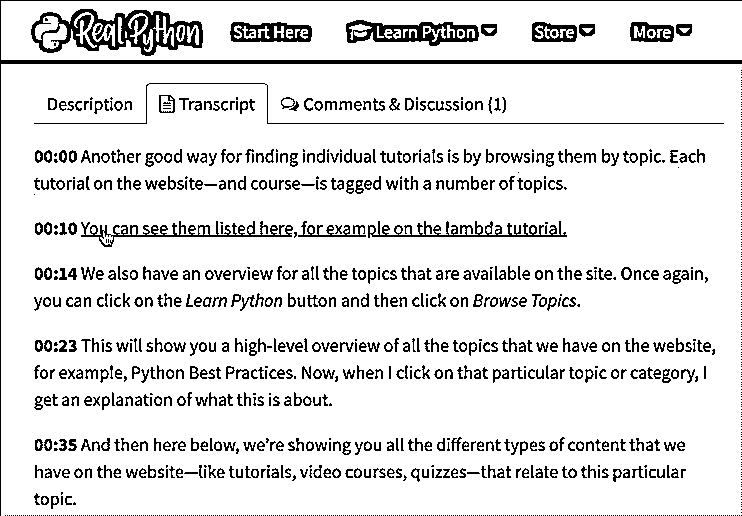 Real Python Start Here Learn Python Store More
Description Transcript Comments & Discussion (1)
00:00 Another good way for finding individual tutorials is by browsing them by topic. Each
tutorial on the website—and course—is tagged with a number of topics.
00:10 You can see them listed here, for example on the lambda tutorial.
00:14 We also have an overview for all the topics that are available on the site. Once again,
you can click on the Learn Python button and then click on Browse Topics.
00:23 This will show you a high-level overview of all the topics that we have on the website,
for example, Python Best Practices. Now, when I click on that particular topic or category, I
get an explanation of what this is about.
00:35 And then here below, we're showing you all the different types of content that we
have on the website—like tutorials, video courses, quizzes—that relate to this particular
topic.